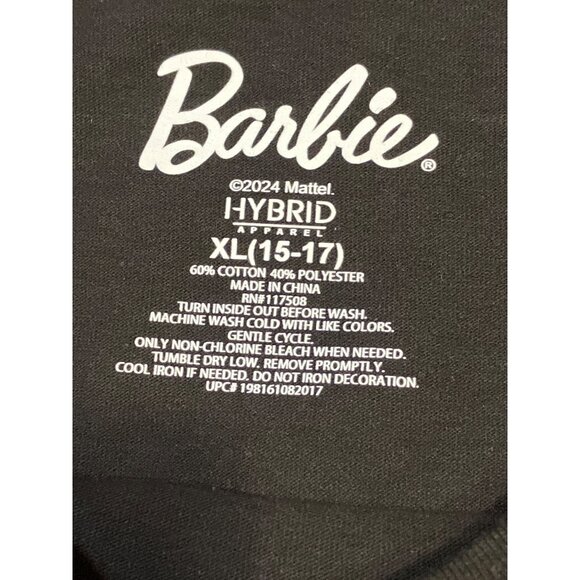 Barbie®
©2024 Mattel.
HYBRID
APPAREL
XL(15-17)
60% COTTON 40% POLYESTER
MADE IN CHINA
RN#117508
TURN INSIDE OUT BEFORE WASH.
MACHINE WASH COLD WITH LIKE COLORS.
GENTLE CYCLE.
ONLY NON-CHLORINE BLEACH WHEN NEEDED.
TUMBLE DRY LOW. REMOVE PROMPTLY.
COOL IRON IF NEEDED. DO NOT IRON DECORATION.
UPC# 198161082017